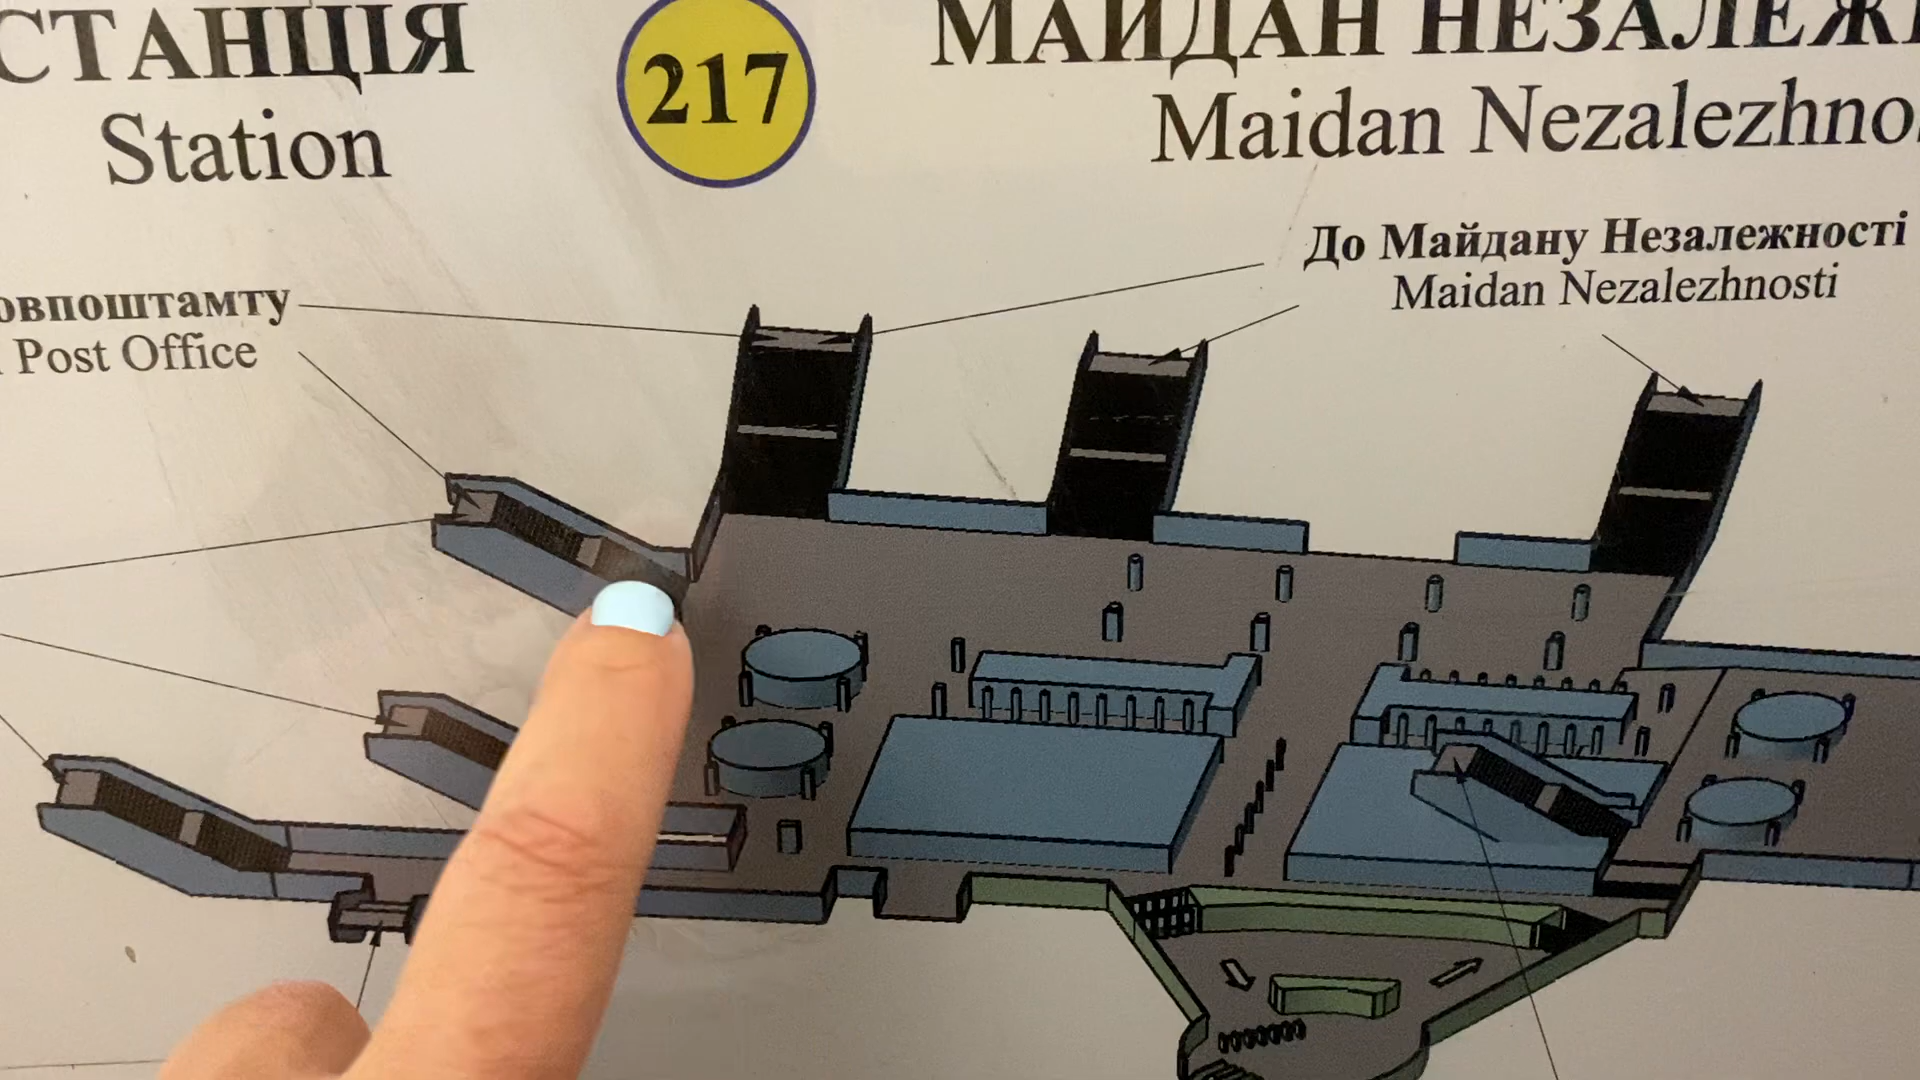 СТАНЦІЯ
Station
217
МАЙДАН НЕЗАЛЕЖ
Maidan Nezalezhno
До Майдану Незалежності
Maidan Nezalezhnosti
овпоштамту
Post Office